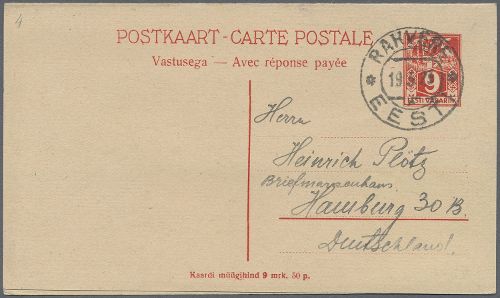 4
POSTKAART - CARTE POSTALE
Vastusega — Avec réponse payée
RAKVERE
EESTI
9
EESTI VABARIIK
Herrn
Heinrich Plötz
Briefmarkenhaus.
Hamburg 30 B.
Deutschland.
Kaardi müügihind 9 mrk. 50 p.